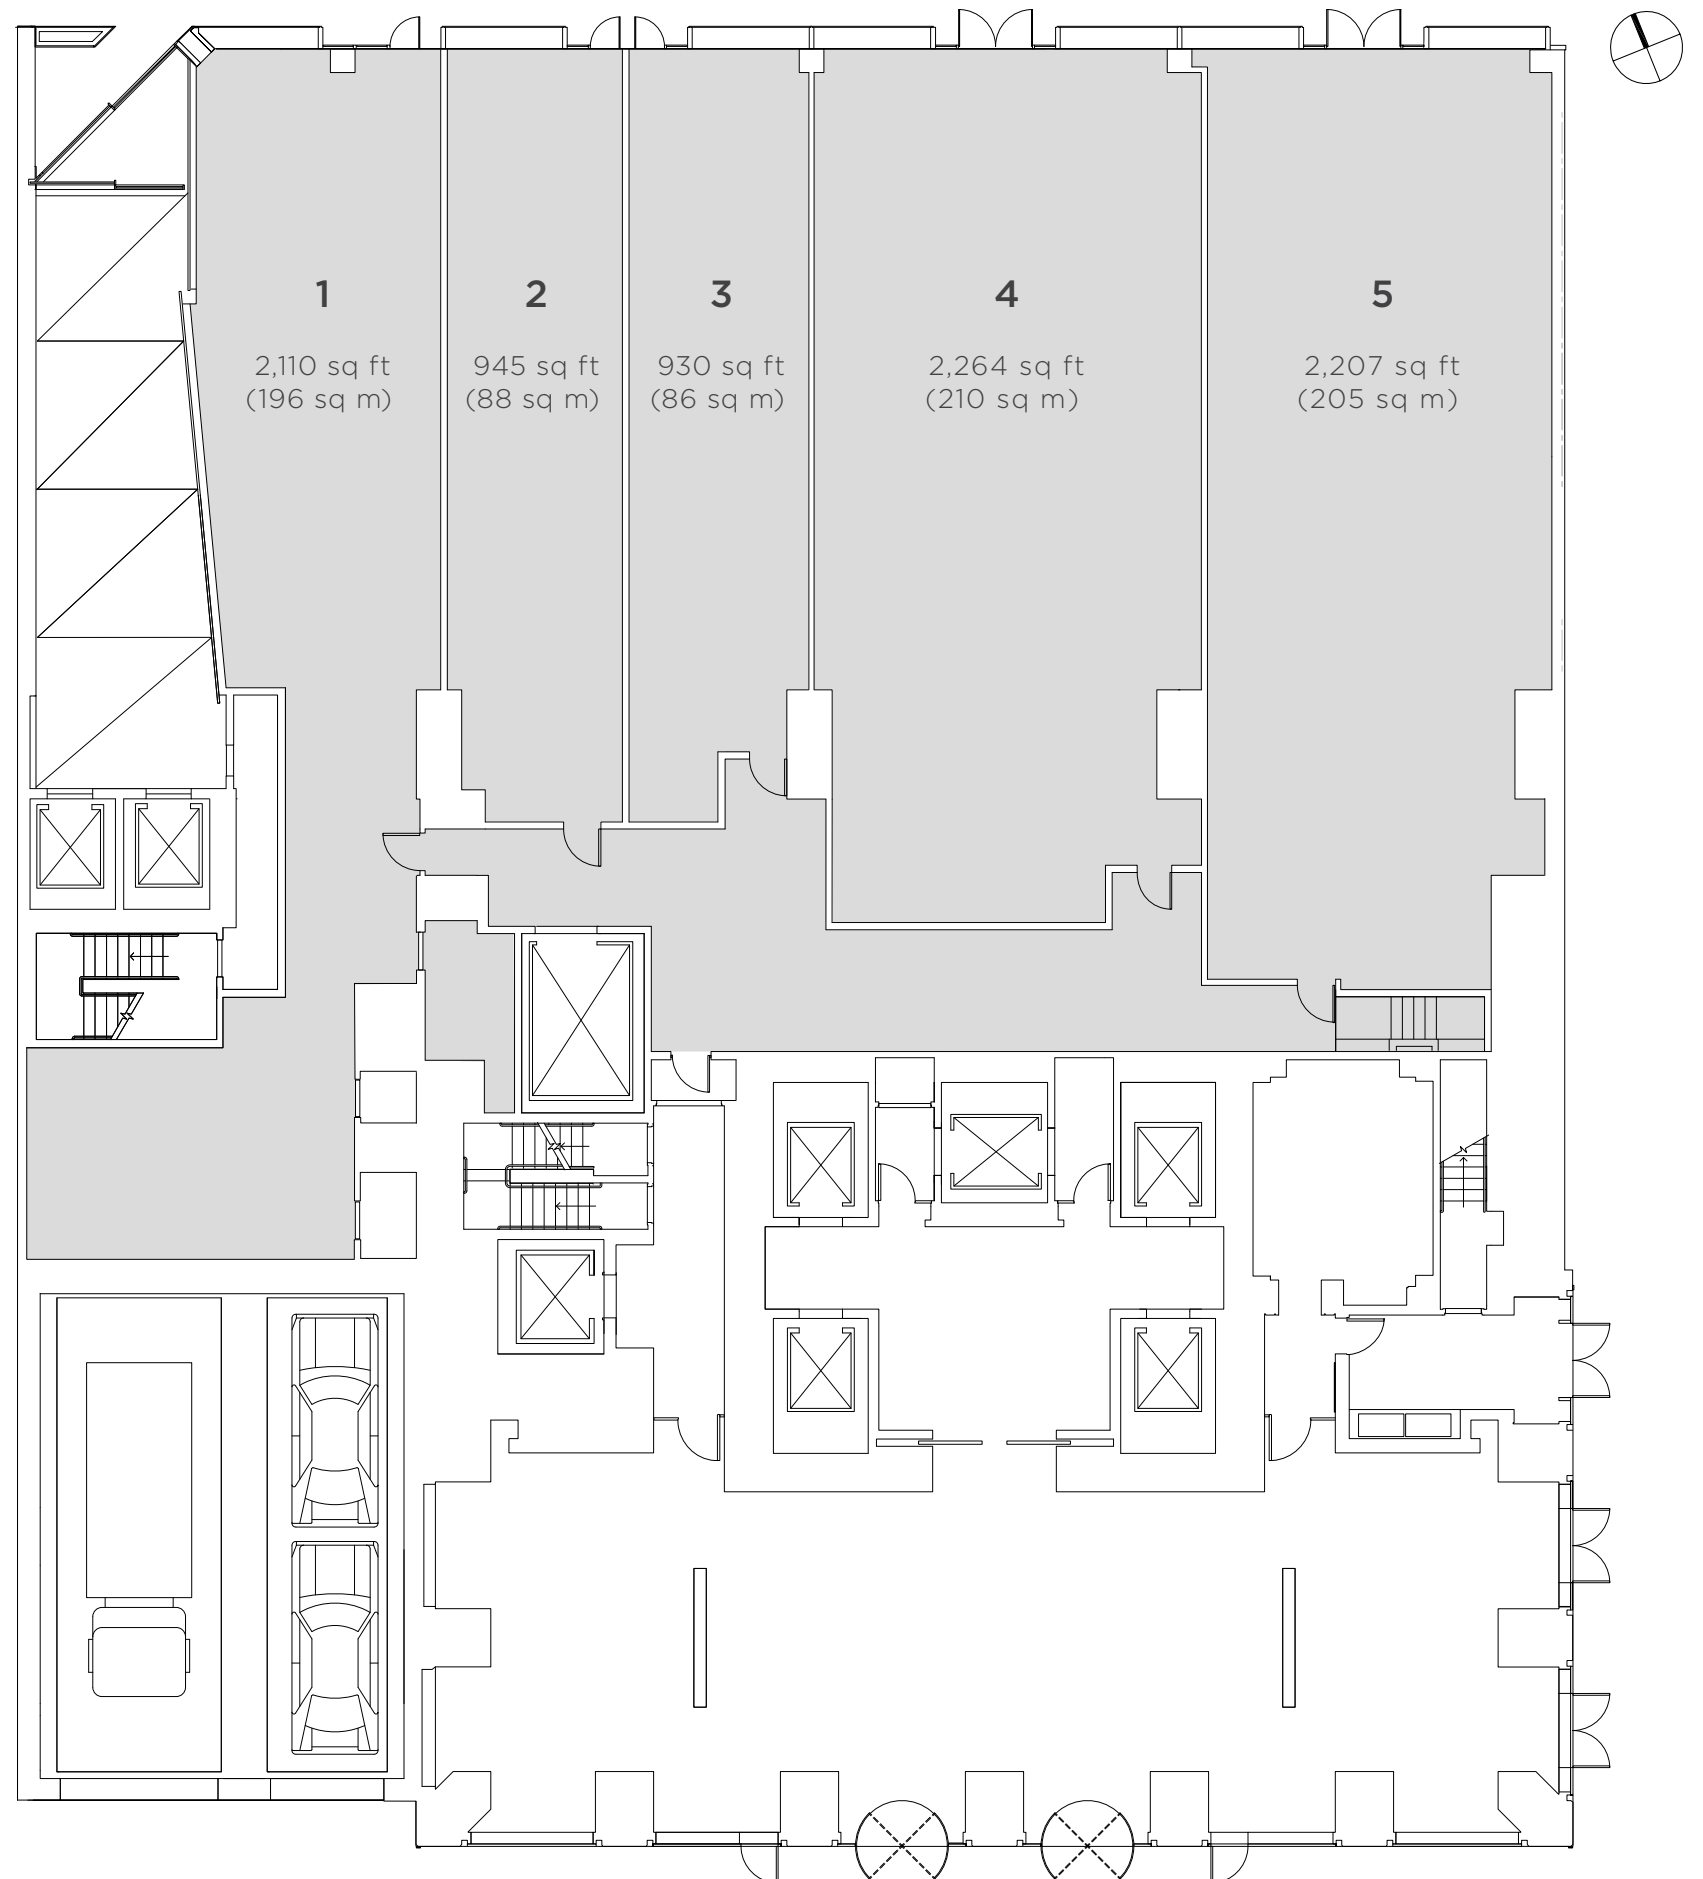 1
2,110 sq ft
(196 sq m)
2
945 sq ft
(88 sq m)
3
930 sq ft
(86 sq m)
4
2,264 sq ft
(210 sq m)
5
2,207 sq ft
(205 sq m)